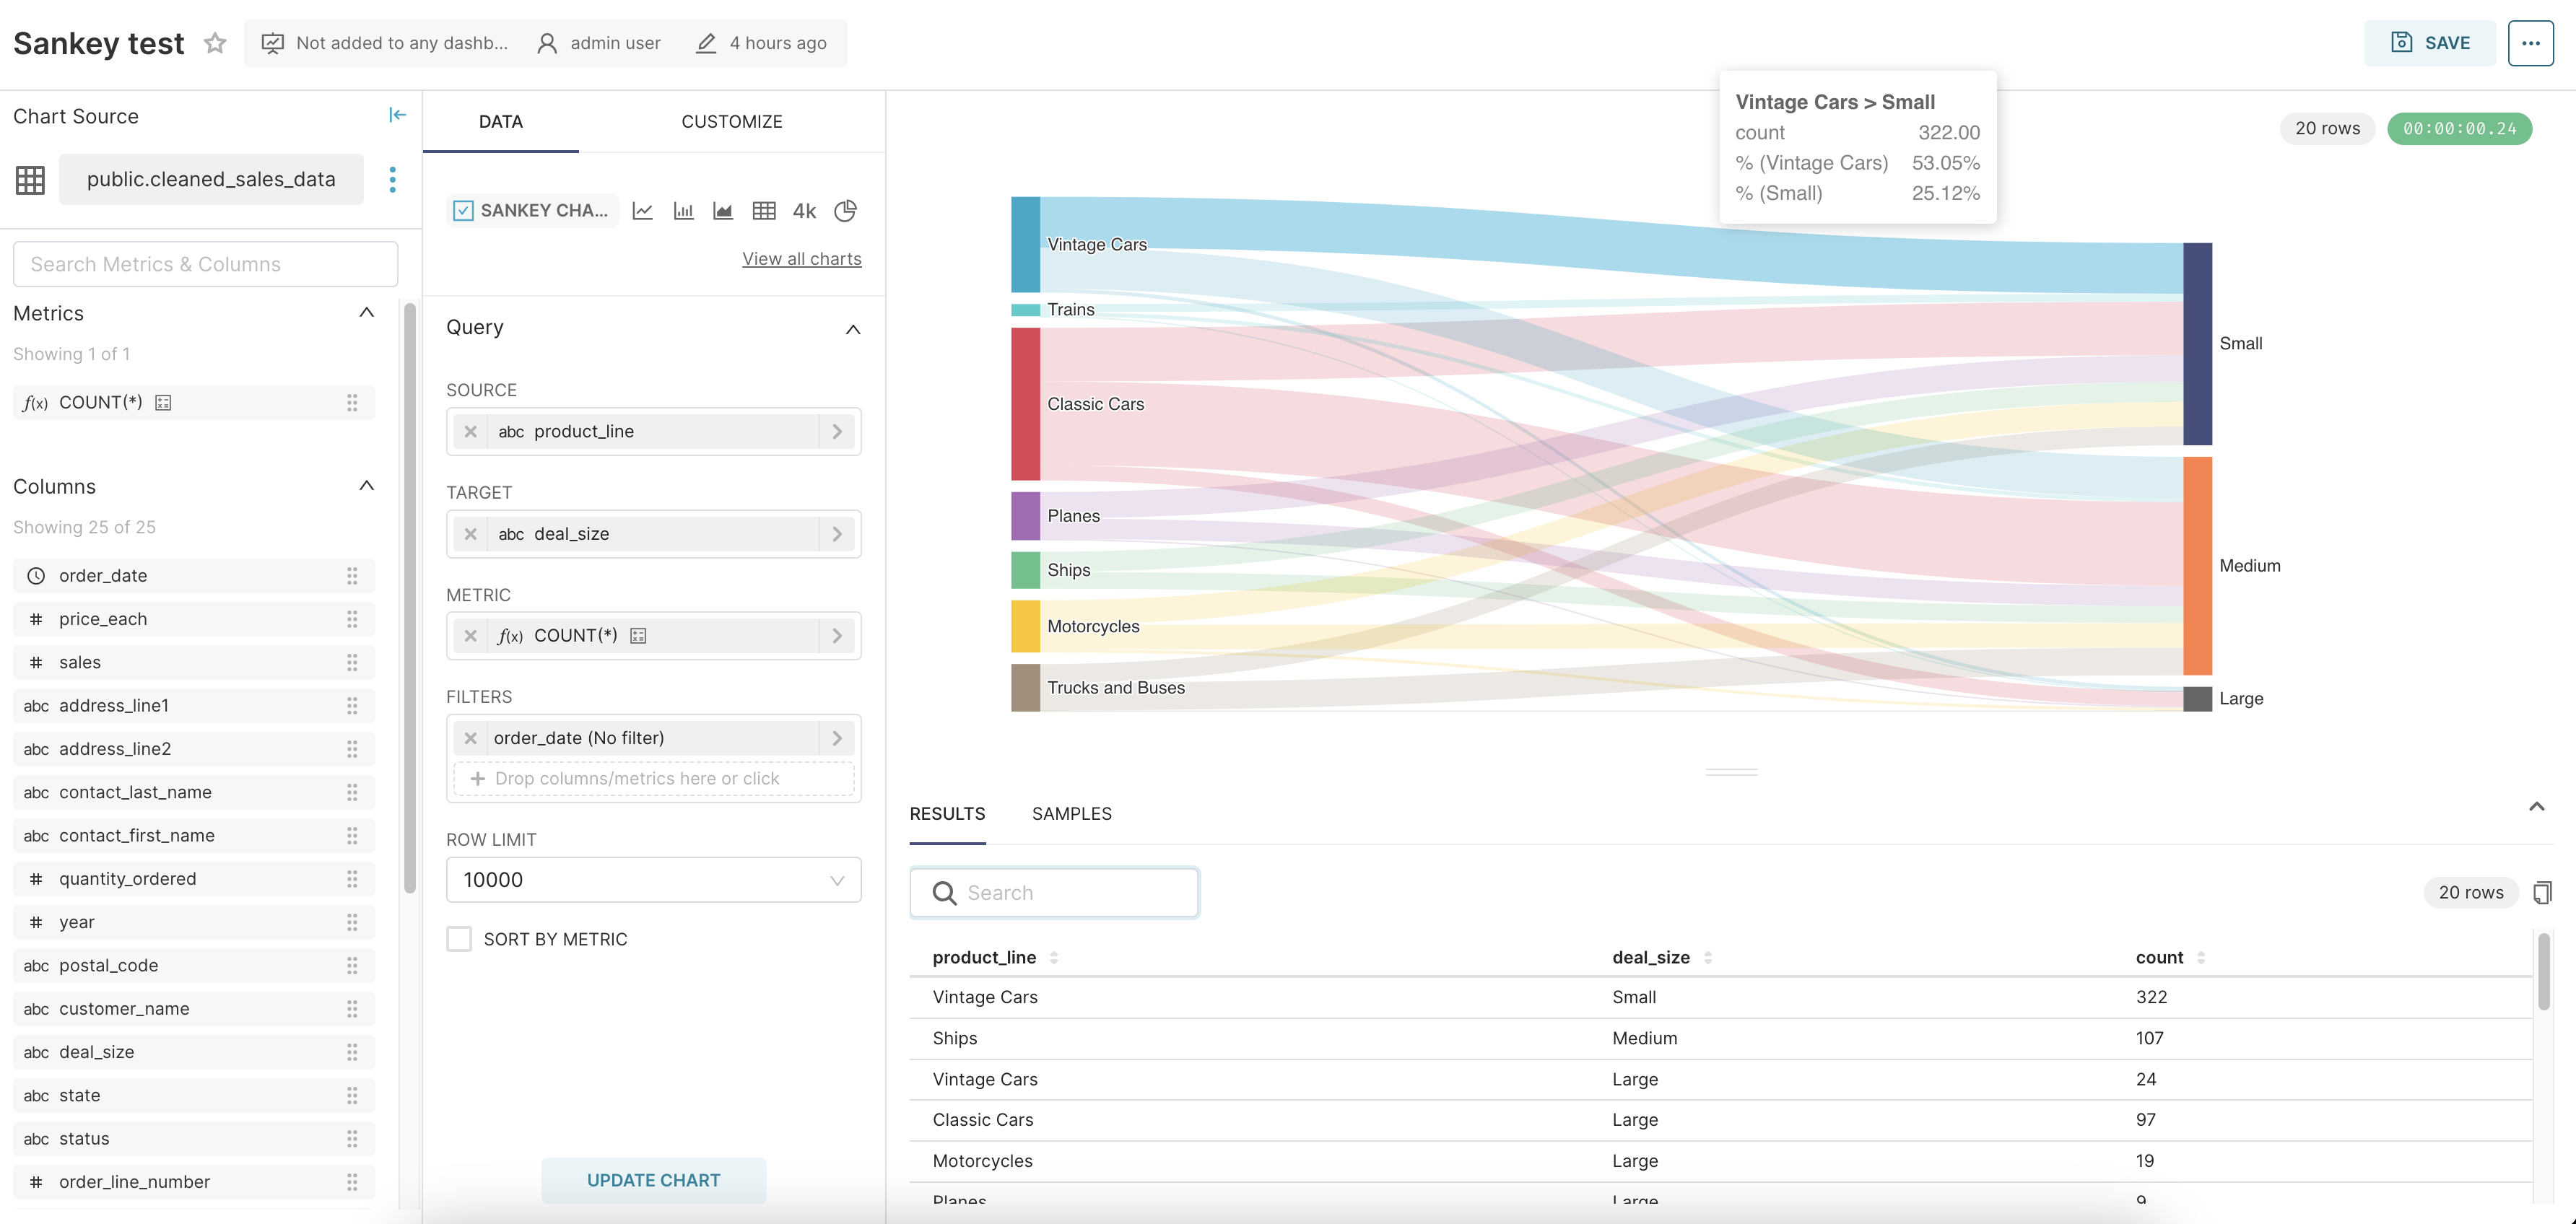 Sankey test
Not added to any dashb...
admin user
4 hours ago
SAVE
Chart Source
public.cleaned_sales_data
Search Metrics & Columns
Metrics
Showing 1 of 1
f(x) COUNT(*)
Columns
Showing 25 of 25
order_date
# price_each
# sales
abc address_line1
abc address_line2
abc contact_last_name
abc contact_first_name
# quantity_ordered
# year
abc postal_code
abc customer_name
abc deal_size
abc state
abc status
# order_line_number
DATA
CUSTOMIZE
SANKEY CHA...
4k
View all charts
Query
SOURCE
abc product_line
TARGET
abc deal_size
METRIC
f(x) COUNT(*)
FILTERS
order_date (No filter)
+ Drop columns/metrics here or click
ROW LIMIT
10000
SORT BY METRIC
UPDATE CHART
20 rows
00:00:00.24
Vintage Cars > Small
count 322.00
% (Vintage Cars) 53.05%
% (Small) 25.12%
Vintage Cars
Trains
Classic Cars
Planes
Ships
Motorcycles
Trucks and Buses
Small
Medium
Large
RESULTS
SAMPLES
Search
20 rows
product_line deal_size count
Vintage Cars Small 322
Ships Medium 107
Vintage Cars Large 24
Classic Cars Large 97
Motorcycles Large 19
Planes Large 9